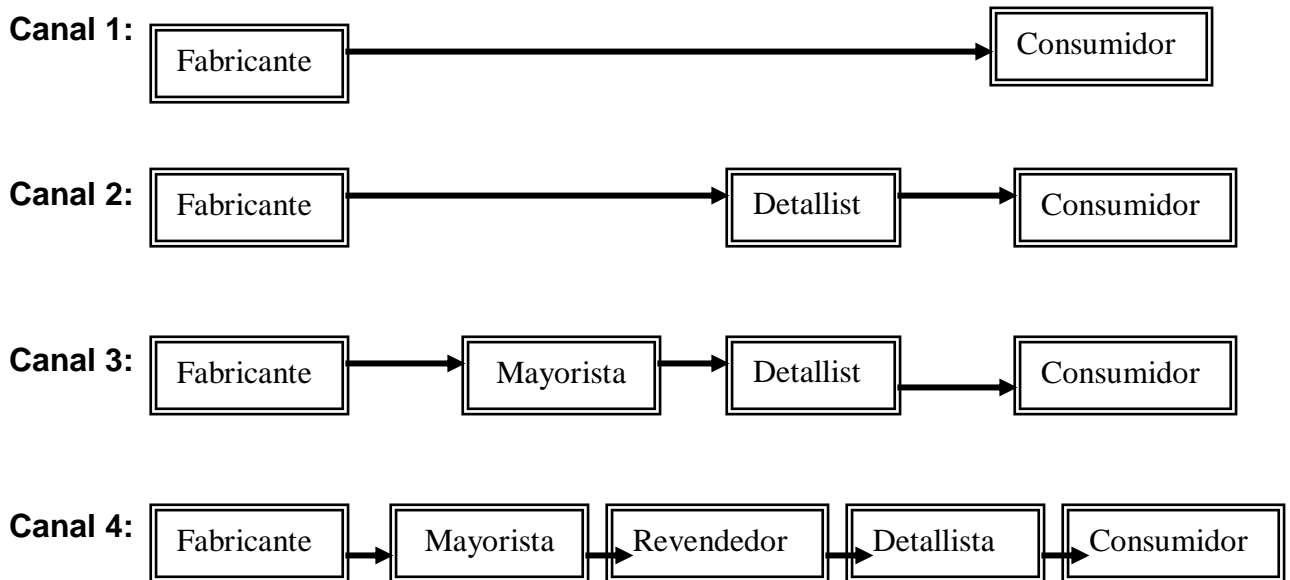 Canal 1: Fabricante Consumidor
Canal 2: Fabricante Detallist Consumidor
Canal 3: Fabricante Mayorista Detallist Consumidor
Canal 4: Fabricante Mayorista Revendedor Detallista Consumidor